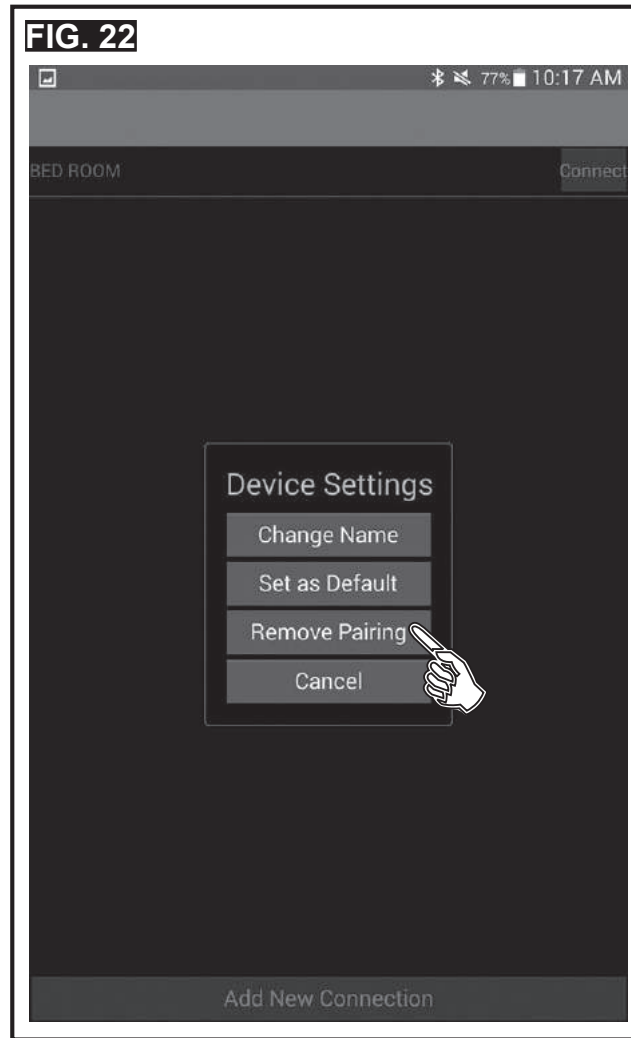 FIG. 22
77% 10:17 AM
BED ROOM Connect
Device Settings
Change Name
Set as Default
Remove Pairing
Cancel
Add New Connection